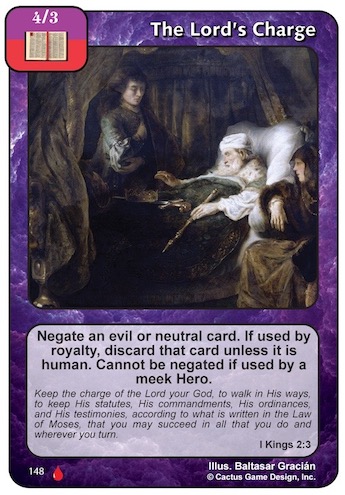 4/3
The Lord's Charge
Negate an evil or neutral card. If used by
royalty, discard that card unless it is
human. Cannot be negated if used by a
meek Hero.
Keep the charge of the Lord your God, to walk in His ways,
to keep His statutes, His commandments, His ordinances,
and His testimonies, according to what is written in the Law
of Moses, that you may succeed in all that you do and
wherever you turn.
I Kings 2:3
148
Illus. Baltasar Gracián
© Cactus Game Design, Inc.